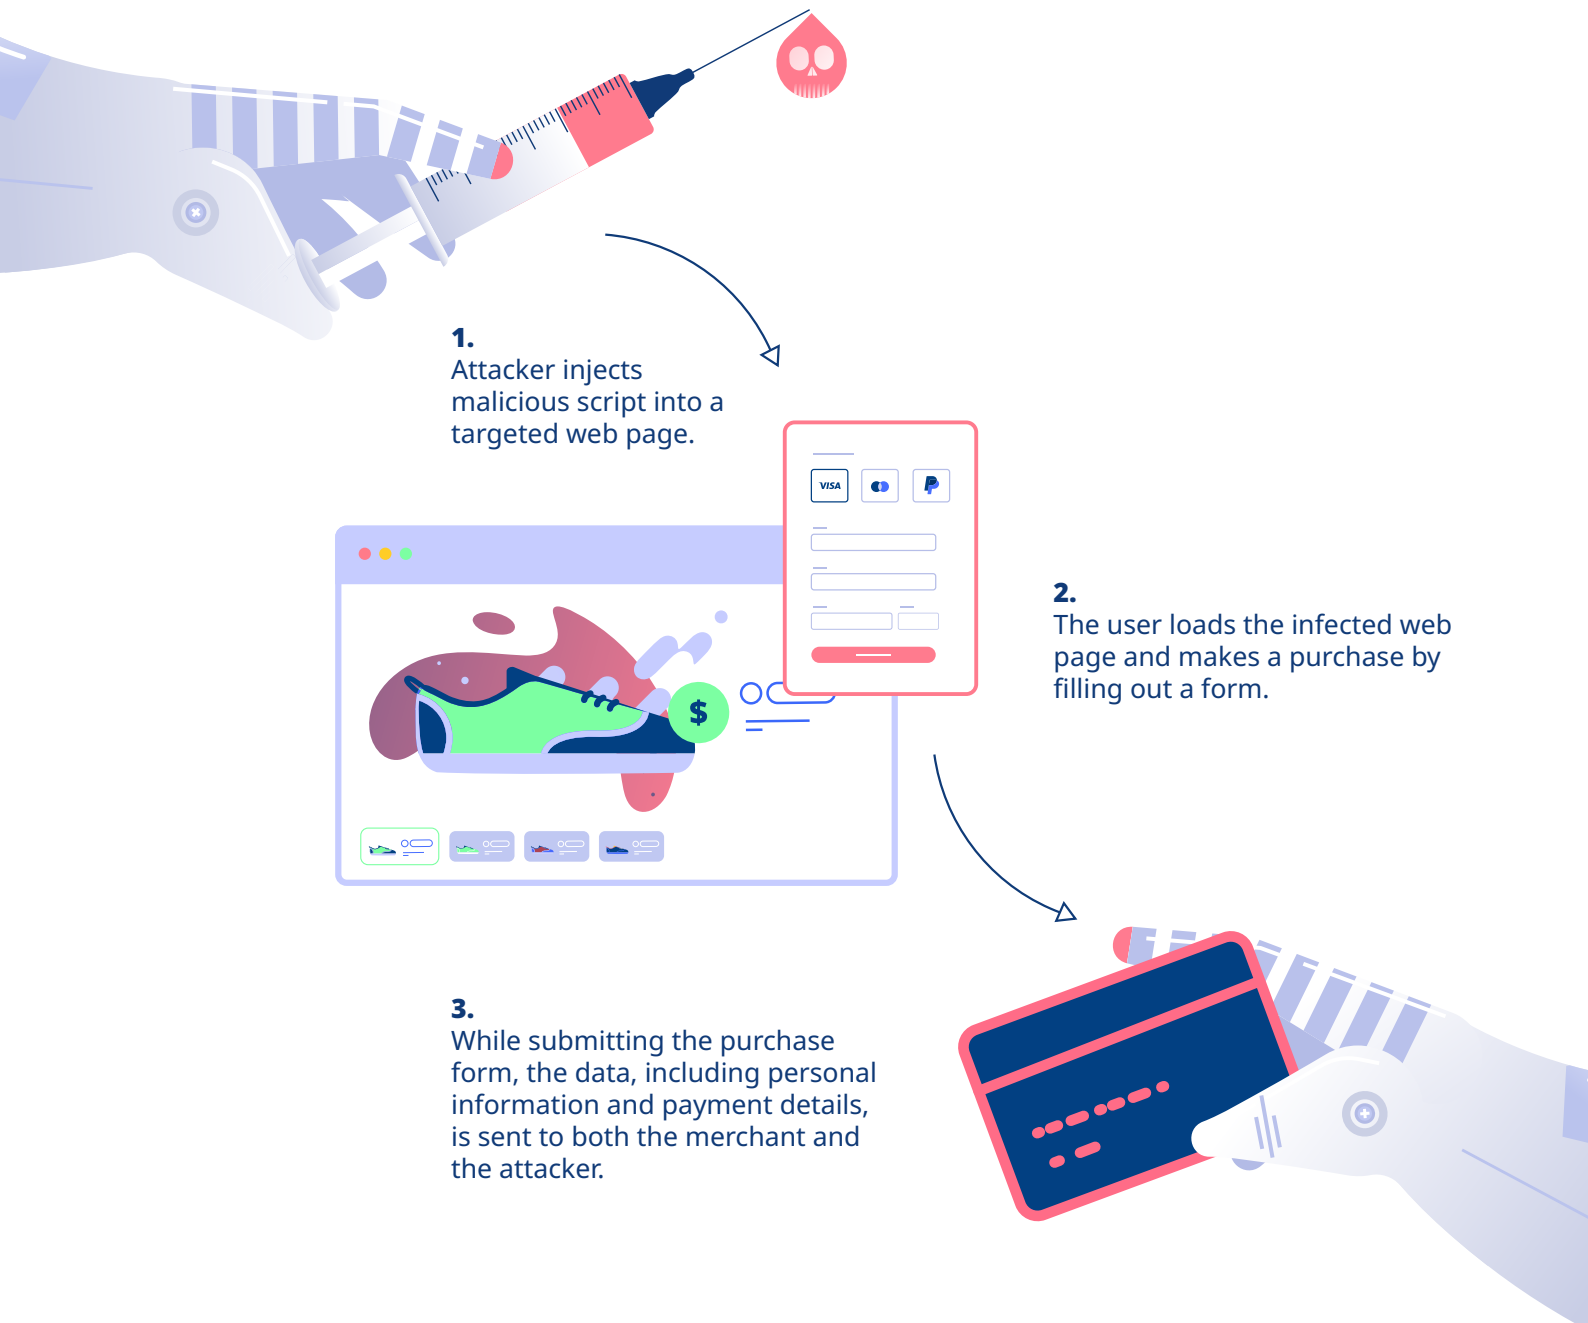 1.
Attacker injects
malicious script into a
targeted web page.
VISA
$
2.
The user loads the infected web
page and makes a purchase by
filling out a form.
3.
While submitting the purchase
form, the data, including personal
information and payment details,
is sent to both the merchant and
the attacker.